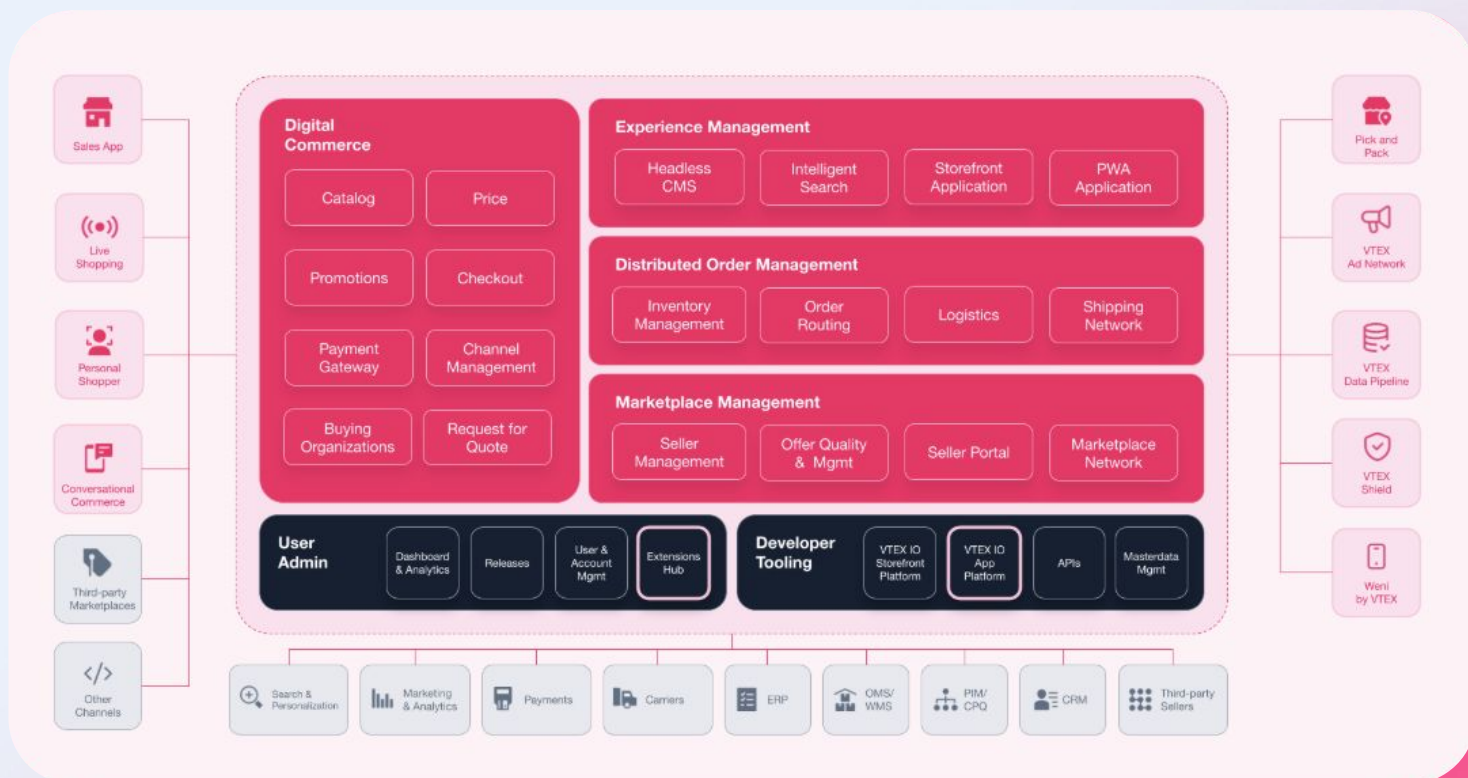 Sales App
Live
Shopping
Personal
Shopper
Conversational
Commerce
Third-party
Marketplaces
Other
Channels
Digital
Commerce
Catalog
Price
Promotions
Checkout
Payment
Gateway
Channel
Management
Buying
Organizations
Request for
Quote
Experience Management
Headless
CMS
Intelligent
Search
Storefront
Application
PWA
Application
Distributed Order Management
Inventory
Management
Order
Routing
Logistics
Shipping
Network
Marketplace Management
Seller
Management
Offer Quality
& Mgmt
Seller Portal
Marketplace
Network
User
Admin
Dashboard
& Analytics
Releases
User &
Account
Mgmt
Extensions
Hub
Developer
Tooling
VTEX IO
Storefront
Platform
VTEX IO
App
Platform
APIs
Masterdata
Mgmt
Pick and
Pack
VTEX
Ad Network
VTEX
Data Pipeline
VTEX
Shield
Weni
by VTEX
Search &
Personalization
Marketing
& Analytics
Payments
Carriers
ERP
OMS/
WMS
PIM/
CPQ
CRM
Third-party
Sellers